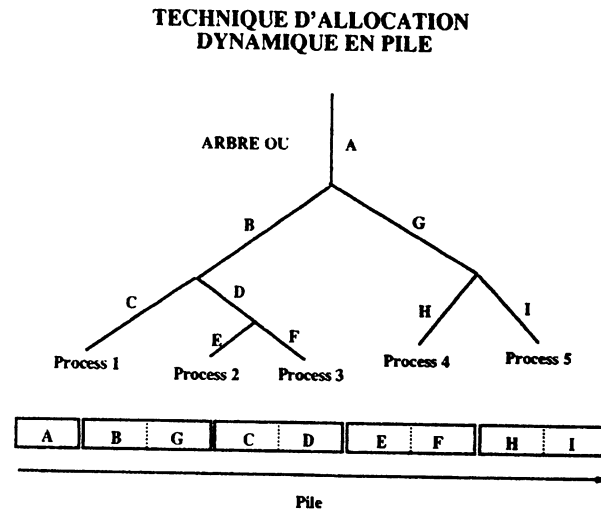 TECHNIQUE D'ALLOCATION
DYNAMIQUE EN PILE
ARBRE OU
A
B
G
C
D
H
I
E
F
Process 1
Process 2
Process 3
Process 4
Process 5
A B G C D E F H I
Pile